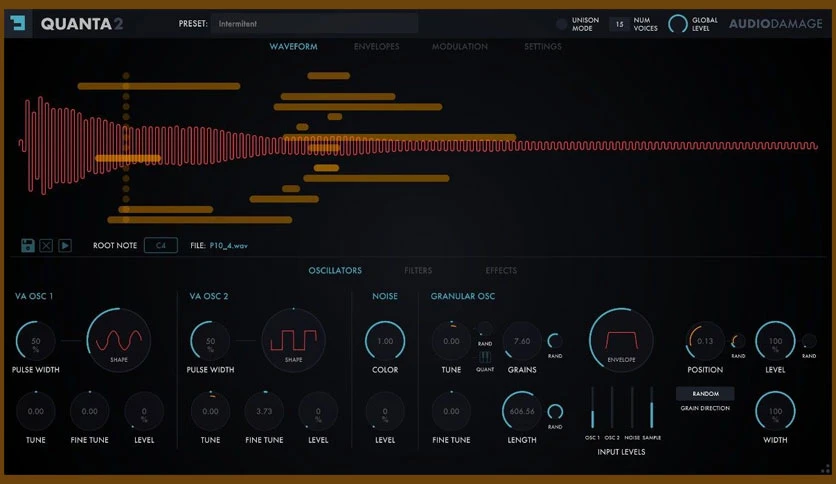 QUANTA 2
PRESET: Intermitent
UNISON MODE
15 NUM VOICES
GLOBAL LEVEL
AUDIODAMAGE
WAVEFORM ENVELOPES MODULATION SETTINGS
ROOT NOTE C4 FILE: P10_4.wav
OSCILLATORS FILTERS EFFECTS
VA OSC 1 VA OSC 2 NOISE GRANULAR OSC
50 % SHAPE 50 % SHAPE 1.00 0.00 RAND QUANT 7.60 RAND ENVELOPE 0.13 RAND 100 % RAND
PULSE WIDTH PULSE WIDTH COLOR TUNE GRAINS POSITION LEVEL
0.00 0.00 0 % 0.00 3.73 0 % 0 % 0.00 606.56 RAND RANDOM 100 %
GRAIN DIRECTION
OSC 1 OSC 2 NOISE SAMPLE
TUNE FINE TUNE LEVEL TUNE FINE TUNE LEVEL LEVEL FINE TUNE LENGTH WIDTH
INPUT LEVELS